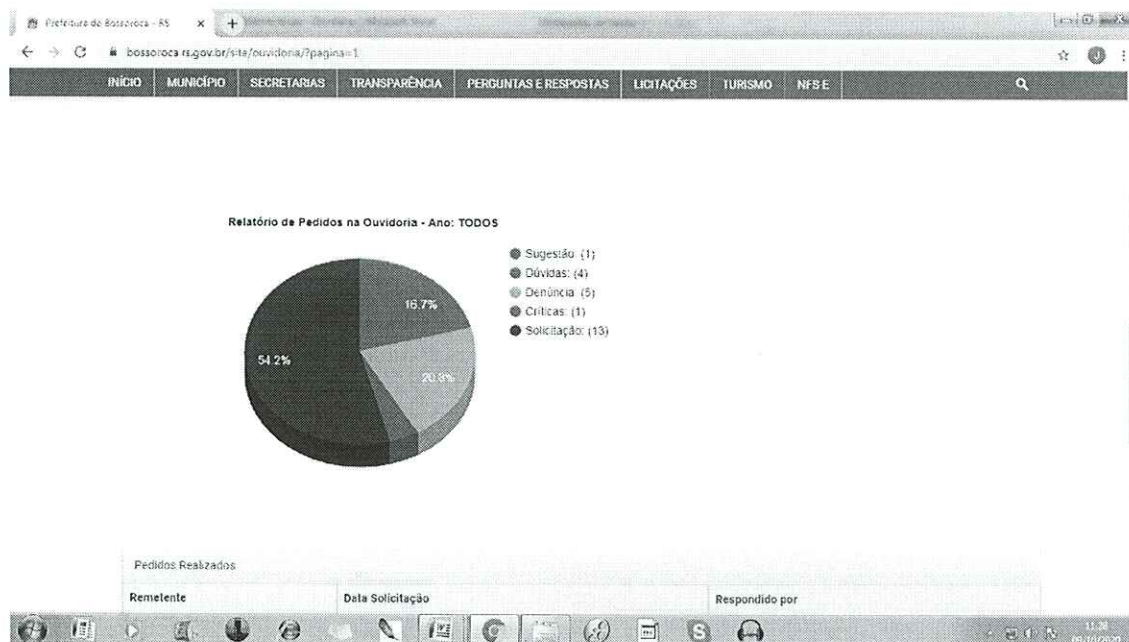 Prefeitura de Bossoroca - RS
bossoroca.rs.gov.br/site/ouvidoria/?pagina=1
J
INÍCIO MUNICÍPIO SECRETARIAS TRANSPARÊNCIA PERGUNTAS E RESPOSTAS LICITAÇÕES TURISMO NFS-E
Relatório de Pedidos na Ouvidoria - Ano: TODOS
Sugestão: (1)
Dúvidas: (4)
Denúncia: (5)
Críticas: (1)
Solicitação: (13)
16.7%
54.2%
20.8%
Pedidos Realizados
Remetente Data Solicitação Respondido por